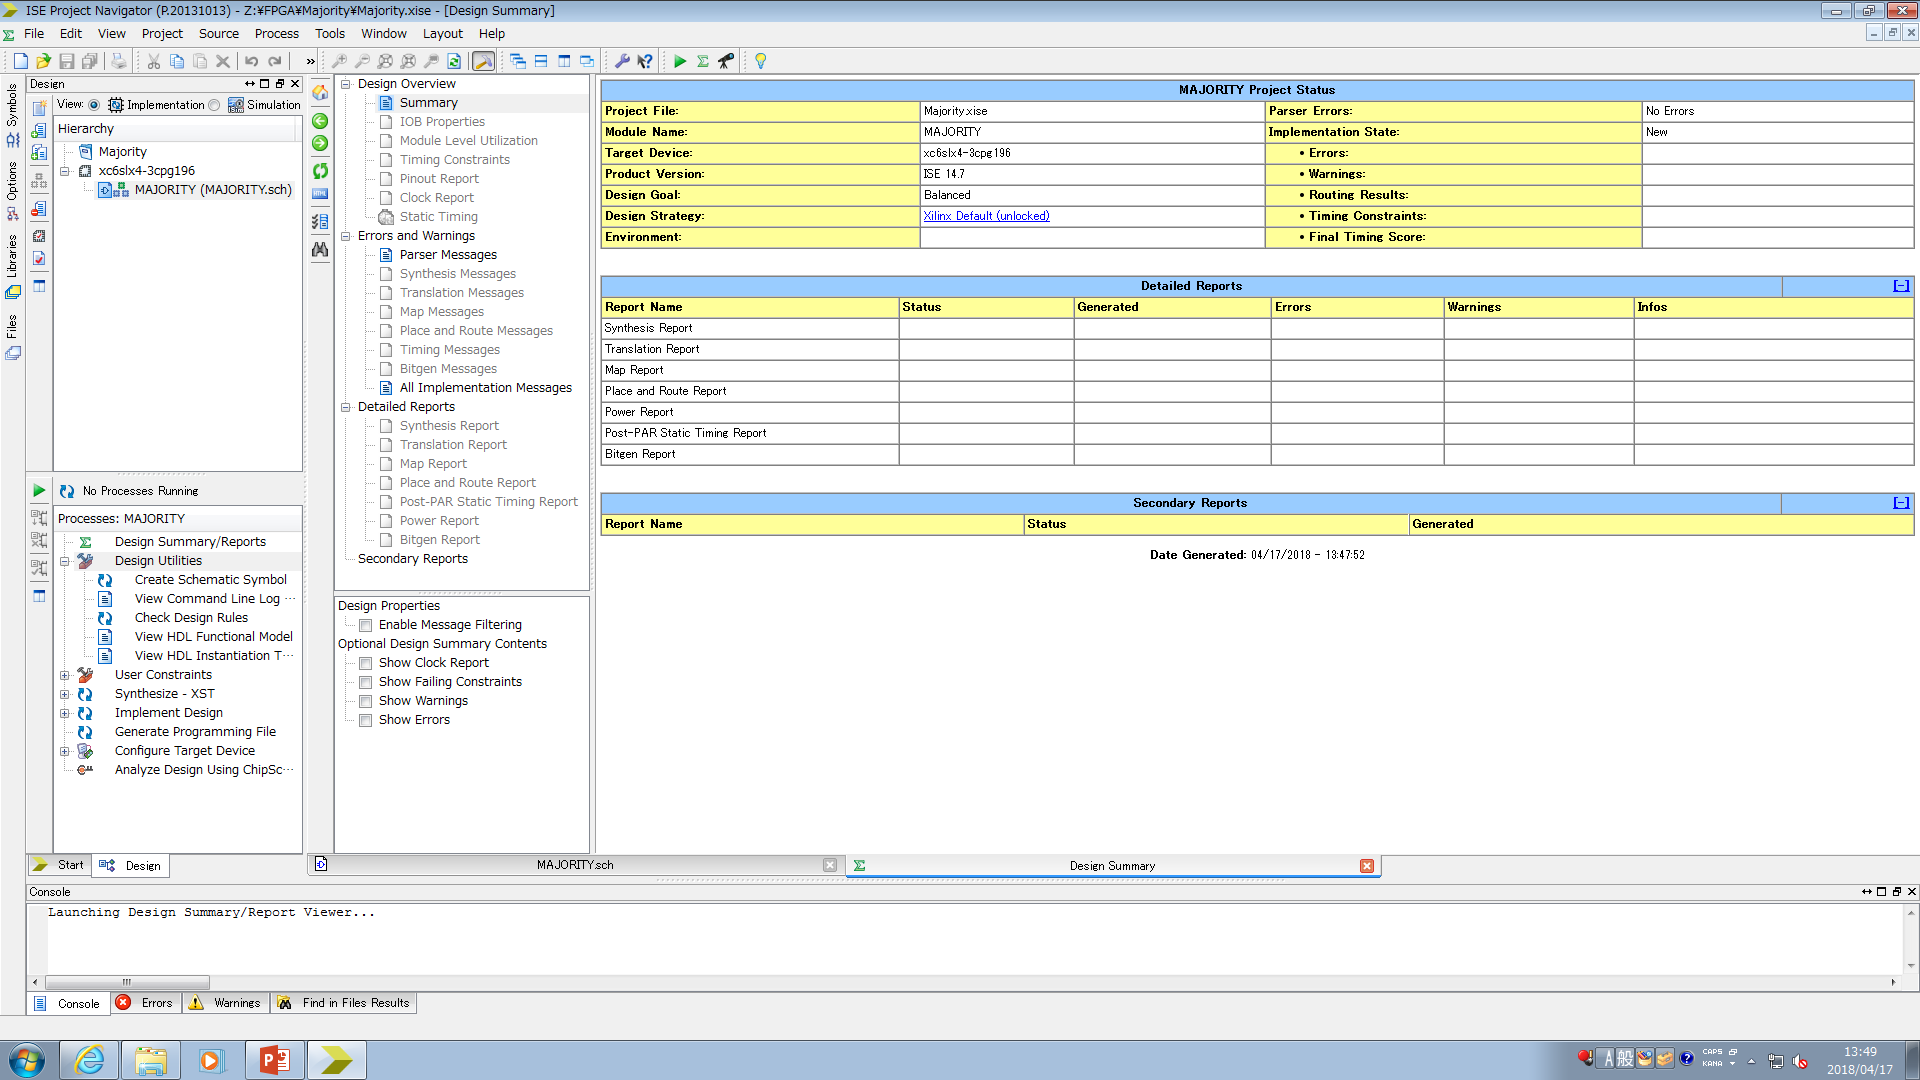 ISE Project Navigator (P.20131013) - Z:¥FPGA¥Majority¥Majority.xise - [Design Summary]
File Edit View Project Source Process Tools Window Layout Help
Design
View: Implementation Simulation
Hierarchy
Majority
xc6slx4-3cpg196
MAJORITY (MAJORITY.sch)
Symbols
Options
Libraries
Files
No Processes Running
Processes: MAJORITY
Design Summary/Reports
Design Utilities
Create Schematic Symbol
View Command Line Log ...
Check Design Rules
View HDL Functional Model
View HDL Instantiation T...
User Constraints
Synthesize - XST
Implement Design
Generate Programming File
Configure Target Device
Analyze Design Using ChipSc...
Start Design
Design Overview
Summary
IOB Properties
Module Level Utilization
Timing Constraints
Pinout Report
Clock Report
Static Timing
Errors and Warnings
Parser Messages
Synthesis Messages
Translation Messages
Map Messages
Place and Route Messages
Timing Messages
Bitgen Messages
All Implementation Messages
Detailed Reports
Synthesis Report
Translation Report
Map Report
Place and Route Report
Post-PAR Static Timing Report
Power Report
Bitgen Report
Secondary Reports
Design Properties
Enable Message Filtering
Optional Design Summary Contents
Show Clock Report
Show Failing Constraints
Show Warnings
Show Errors
MAJORITY Project Status
Project File: Majority.xise Parser Errors: No Errors
Module Name: MAJORITY Implementation State: New
Target Device: xc6slx4-3cpg196 • Errors:
Product Version: ISE 14.7 • Warnings:
Design Goal: Balanced • Routing Results:
Design Strategy: Xilinx Default (unlocked) • Timing Constraints:
Environment: • Final Timing Score:
Detailed Reports [-]
Report Name Status Generated Errors Warnings Infos
Synthesis Report
Translation Report
Map Report
Place and Route Report
Power Report
Post-PAR Static Timing Report
Bitgen Report
Secondary Reports [-]
Report Name Status Generated
Date Generated: 04/17/2018 - 13:47:52
MAJORITY.sch Design Summary
Console
Launching Design Summary/Report Viewer...
Console Errors Warnings Find in Files Results
A 般 CAPS KANA
13:49
2018/04/17